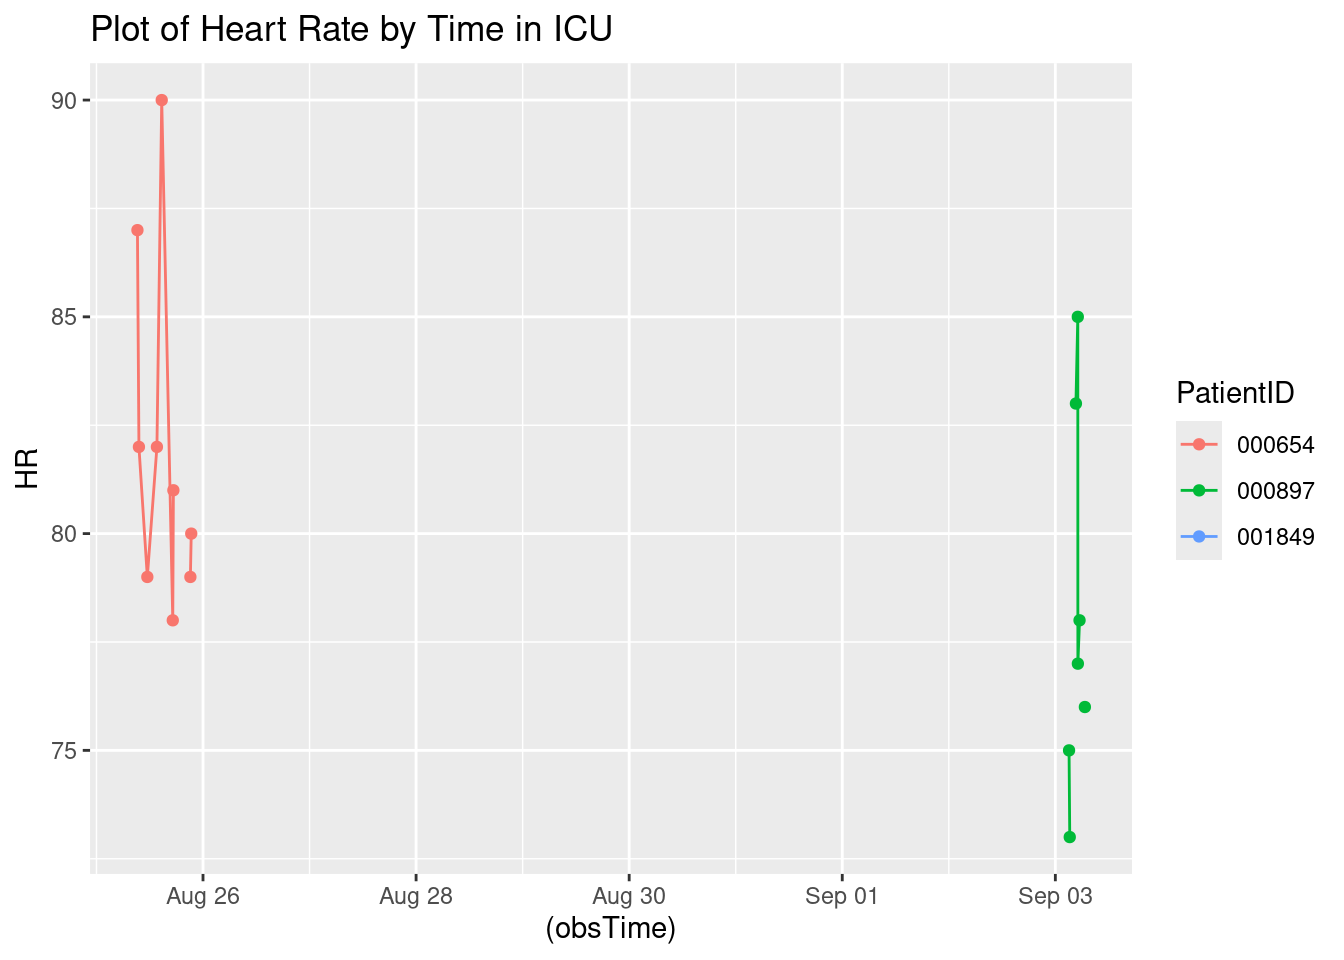 Plot of Heart Rate by Time in ICU
90
85
80
75
HR
Aug 26
Aug 28
Aug 30
Sep 01
Sep 03
(obsTime)
PatientID
000654
000897
001849